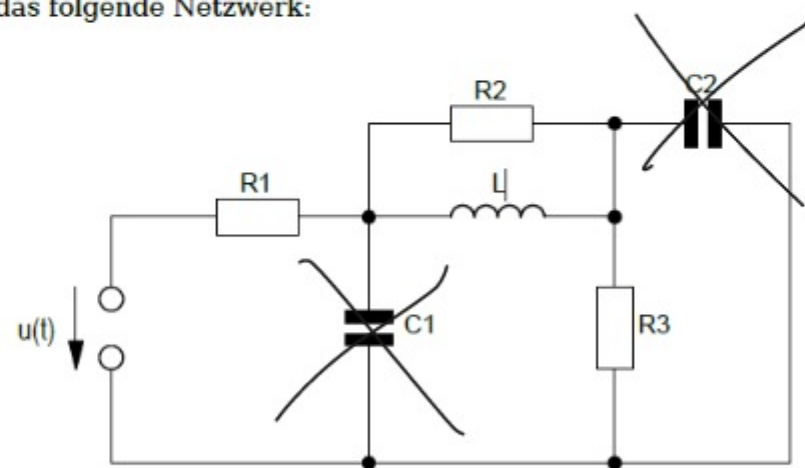 das folgende Netzwerk:
C2
R2
R1
L
C1
R3
u(t)